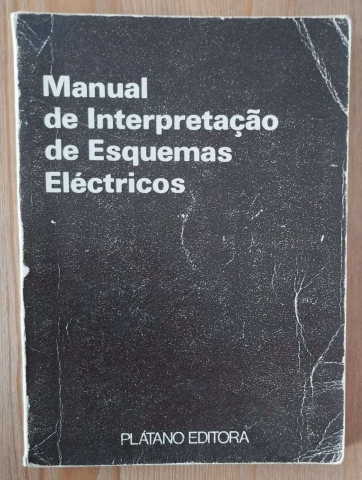 Manual
de Interpretação
de Esquemas
Eléctricos
PLÁTANO EDITORA